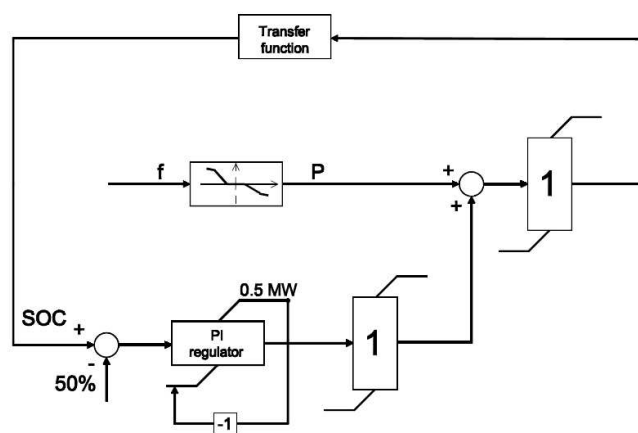 Transfer
function
f
P
+
+
1
0.5 MW
SOC
+
PI
regulator
1
-
50%
-1